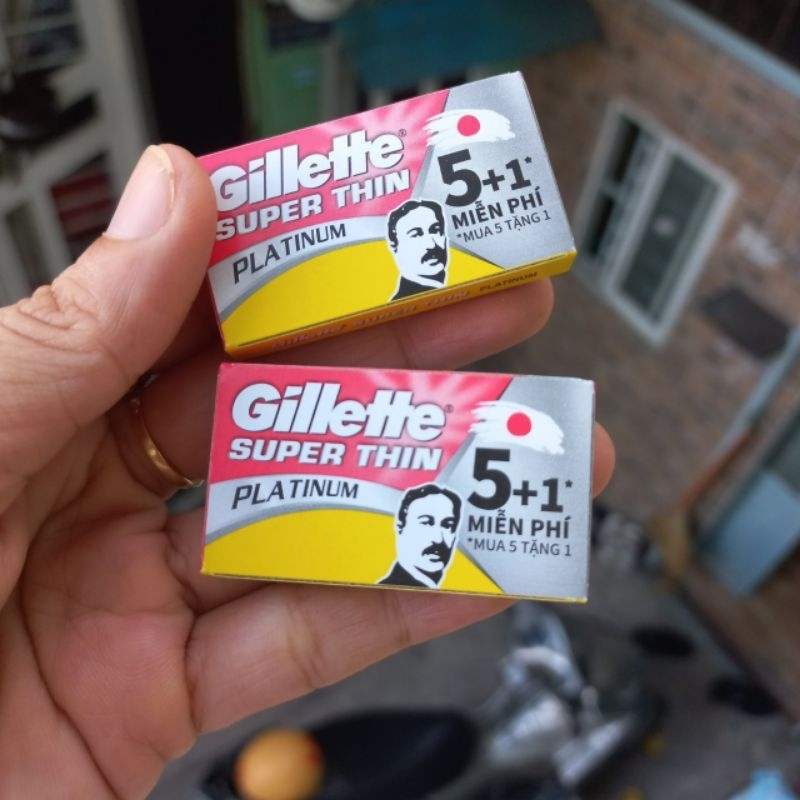 Gillette®
SUPER THIN
PLATINUM
5+1*
MIỄN PHÍ
*MUA 5 TẶNG 1
PLATINUM
Gillette®
SUPER THIN
PLATINUM
5+1*
MIỄN PHÍ
*MUA 5 TẶNG 1